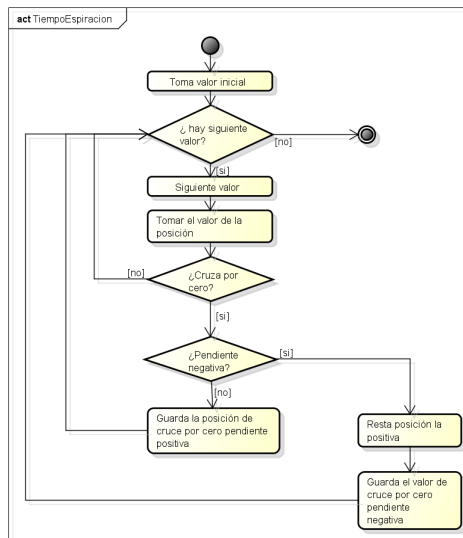 act TiempoEspiracion
Toma valor inicial
¿ hay siguiente
valor?
[no]
[si]
Siguiente valor
Tomar el valor de la
posición
[no]
¿Cruza por
cero?
[si]
¿Pendiente
negativa?
[si]
[no]
Guarda la posición de
cruce por cero pendiente
positiva
Resta posición la
positiva
Guarda el valor de
cruce por cero
pendiente
negativa